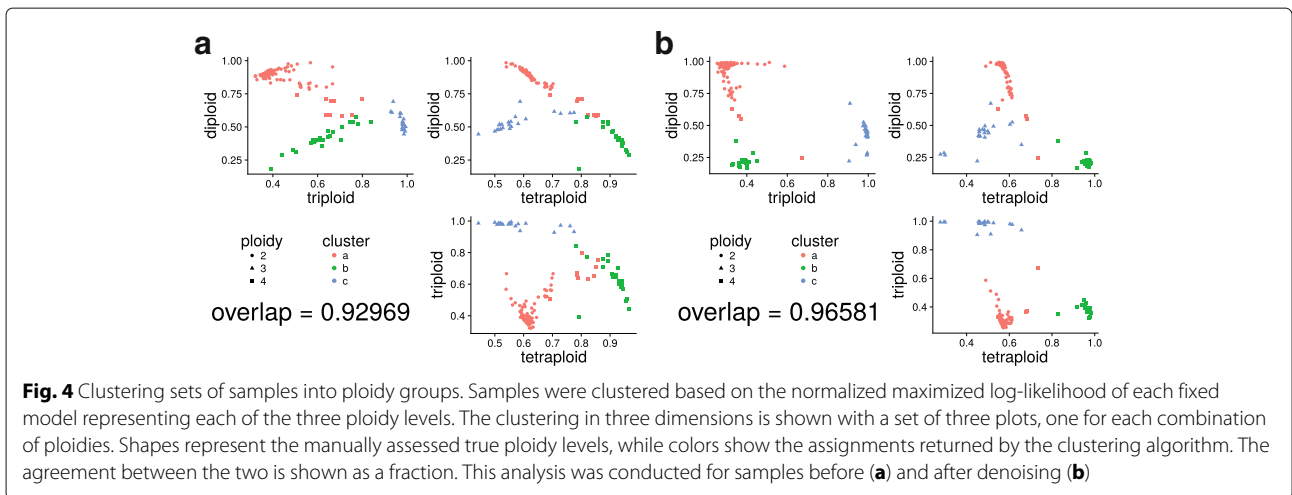 a
b
1.00
0.75
0.50
0.25
diploid
0.4
0.6
0.8
1.0
triploid
1.00
0.75
0.50
0.25
diploid
0.5
0.6
0.7
0.8
0.9
tetraploid
1.00
0.75
0.50
0.25
diploid
0.4
0.6
0.8
1.0
triploid
1.00
0.75
0.50
0.25
diploid
0.4
0.6
0.8
1.0
tetraploid
ploidy
2
3
4
cluster
a
b
c
overlap = 0.92969
1.0
0.8
0.6
0.4
triploid
0.5
0.6
0.7
0.8
0.9
tetraploid
ploidy
2
3
4
cluster
a
b
c
overlap = 0.96581
1.0
0.8
0.6
0.4
triploid
0.4
0.6
0.8
1.0
tetraploid
Fig. 4 Clustering sets of samples into ploidy groups. Samples were clustered based on the normalized maximized log-likelihood of each fixed
model representing each of the three ploidy levels. The clustering in three dimensions is shown with a set of three plots, one for each combination
of ploidies. Shapes represent the manually assessed true ploidy levels, while colors show the assignments returned by the clustering algorithm. The
agreement between the two is shown as a fraction. This analysis was conducted for samples before (a) and after denoising (b)